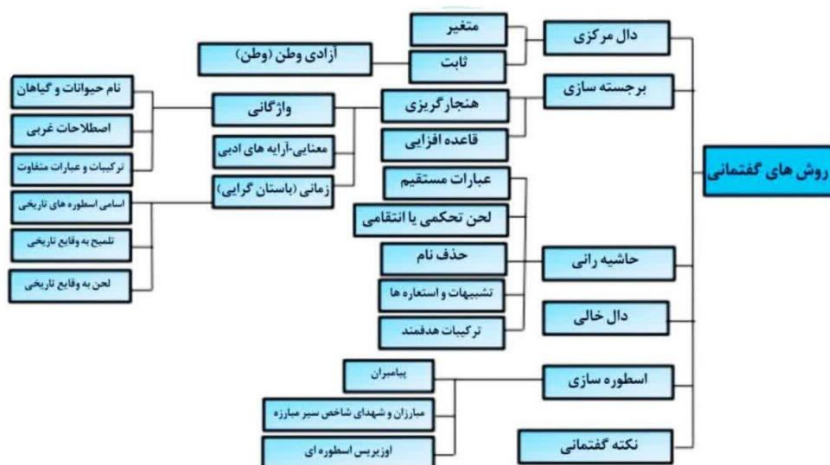 روش های گفتمانی
دال مرکزی
متغیر
ثابت
آزادی وطن (وطن)
برجسته سازی
هنجارگریزی
واژگانی
نام حیوانات و گیاهان
اصطلاحات غربی
ترکیبات و عبارات متفاوت
معنایی-آرایه های ادبی
زمانی (باستان گرایی)
اسامی اسطوره های تاریخی
تلمیح به وقایع تاریخی
لحن به وقایع تاریخی
قاعده افزایی
حاشیه رانی
عبارات مستقیم
لحن تحکمی یا انتقامی
حذف نام
تشبیهات و استعاره ها
ترکیبات هدفمند
دال خالی
اسطوره سازی
پیامبران
مبارزان و شهدای شاخص سیر مبارزه
اوزیریس اسطوره ای
نکته گفتمانی